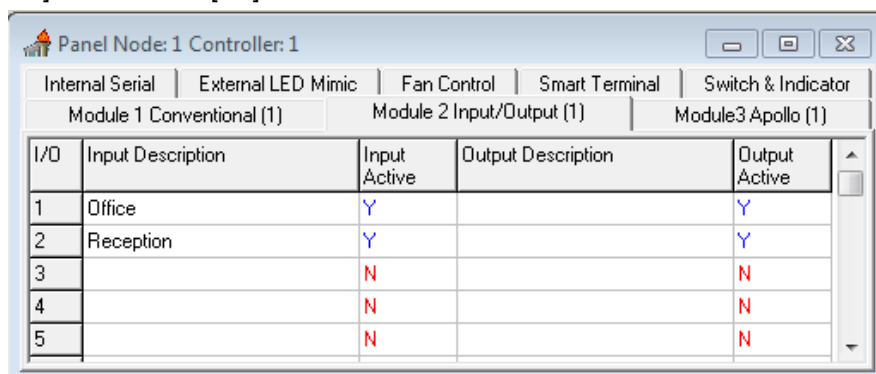 Panel Node: 1 Controller: 1
Internal Serial External LED Mimic Fan Control Smart Terminal Switch & Indicator
Module 1 Conventional (1) Module 2 Input/Output (1) Module3 Apollo (1)
I/O Input Description Input Active Output Description Output Active
1 Office Y Y
2 Reception Y Y
3 N N
4 N N
5 N N